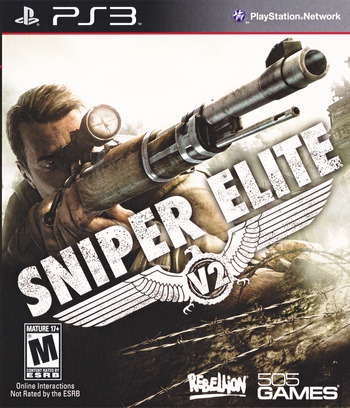 PS3
PlayStation®Network
SNIPER ELITE
V2
MATURE 17+
M
CONTENT RATED BY
ESRB
Online Interactions
Not Rated by the ESRB
REBELLION
505
GAMES